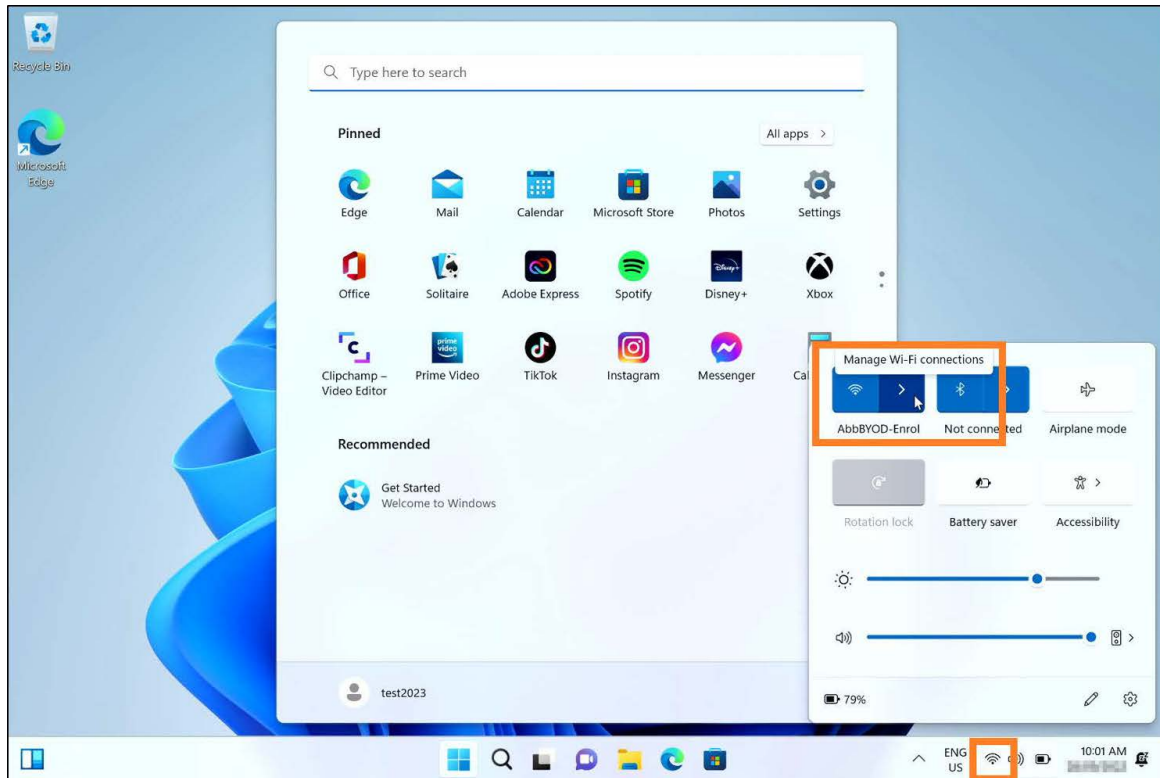 Recycle Bin
Microsoft
Edge
Type here to search
Pinned
All apps >
Edge
Mail
Calendar
Microsoft Store
Photos
Settings
Office
Solitaire
Adobe Express
Spotify
Disney+
Xbox
Clipchamp –
Video Editor
prime
video
Prime Video
TikTok
Instagram
Messenger
Cal
Recommended
Get Started
Welcome to Windows
test2023
Manage Wi-Fi connections
AbbBYOD-Enrol
Not connected
Airplane mode
Rotation lock
Battery saver
Accessibility
79%
ENG
US
10:01 AM